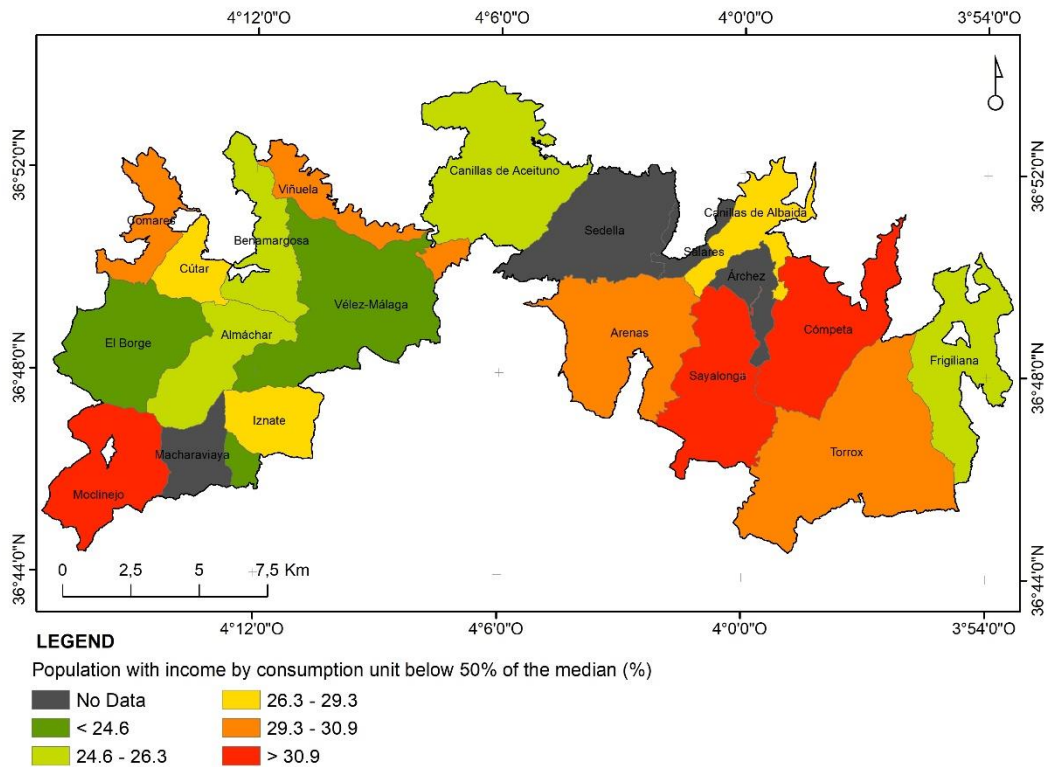 4°12'0"O 4°6'0"O 4°0'0"O 3°54'0"O
36°52'0"N
36°52'0"N
Canillas de Aceituno
Viñuela
Comares
Canillas de Albaida
Benamargosa
Sedella
Cútar
Salares
Árchez
Vélez-Málaga
El Borge
Almáchar
Arenas
Cómpeta
Frigiliana
36°48'0"N
36°48'0"N
Sayalonga
Iznate
Torrox
Macharaviaya
Moclinejo
36°44'0"N
36°44'0"N
0 2,5 5 7,5 Km
4°12'0"O 4°6'0"O 4°0'0"O 3°54'0"O
LEGEND
Population with income by consumption unit below 50% of the median (%)
No Data 26.3 - 29.3
< 24.6 29.3 - 30.9
24.6 - 26.3 > 30.9